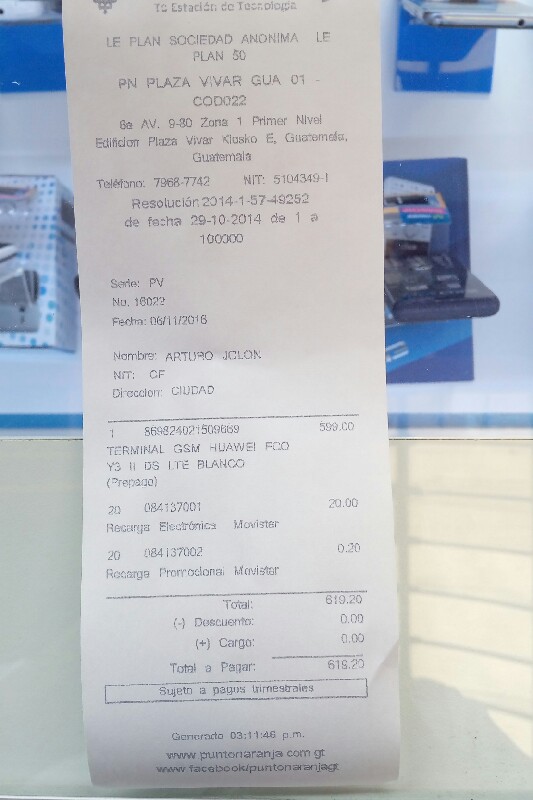 Tu Estación de Tecnología
LE PLAN SOCIEDAD ANONIMA LE
PLAN 50
PN PLAZA VIVAR GUA 01 -
COD022
6a AV. 9-80 Zona 1 Primer Nivel
Edificion Plaza Vivar Kiosko E, Guatemala,
Guatemala
Teléfono: 7968-7742 NIT: 5104349-1
Resolución 2014-1-57-49252
de fecha 29-10-2014 de 1 a
100000
Serie: PV
No. 16022
Fecha: 06/11/2016
Nombre: ARTURO JOLON
NIT: CF
Direccion: CIUDAD
1 869824021509669 599.00
TERMINAL GSM HUAWEI ECO
Y3 II DS LTE BLANCO
(Prepago)
20 084137001 20.00
Recarga Electrónica Movistar
20 084137002 0.20
Recarga Promocional Movistar
Total: 619.20
(-) Descuento: 0.00
(+) Cargo: 0.00
Total a Pagar: 619.20
Sujeto a pagos trimestrales
Generado 03:11:46 p.m.
www.puntonaranja.com.gt
www.facebook/puntonaranjagt